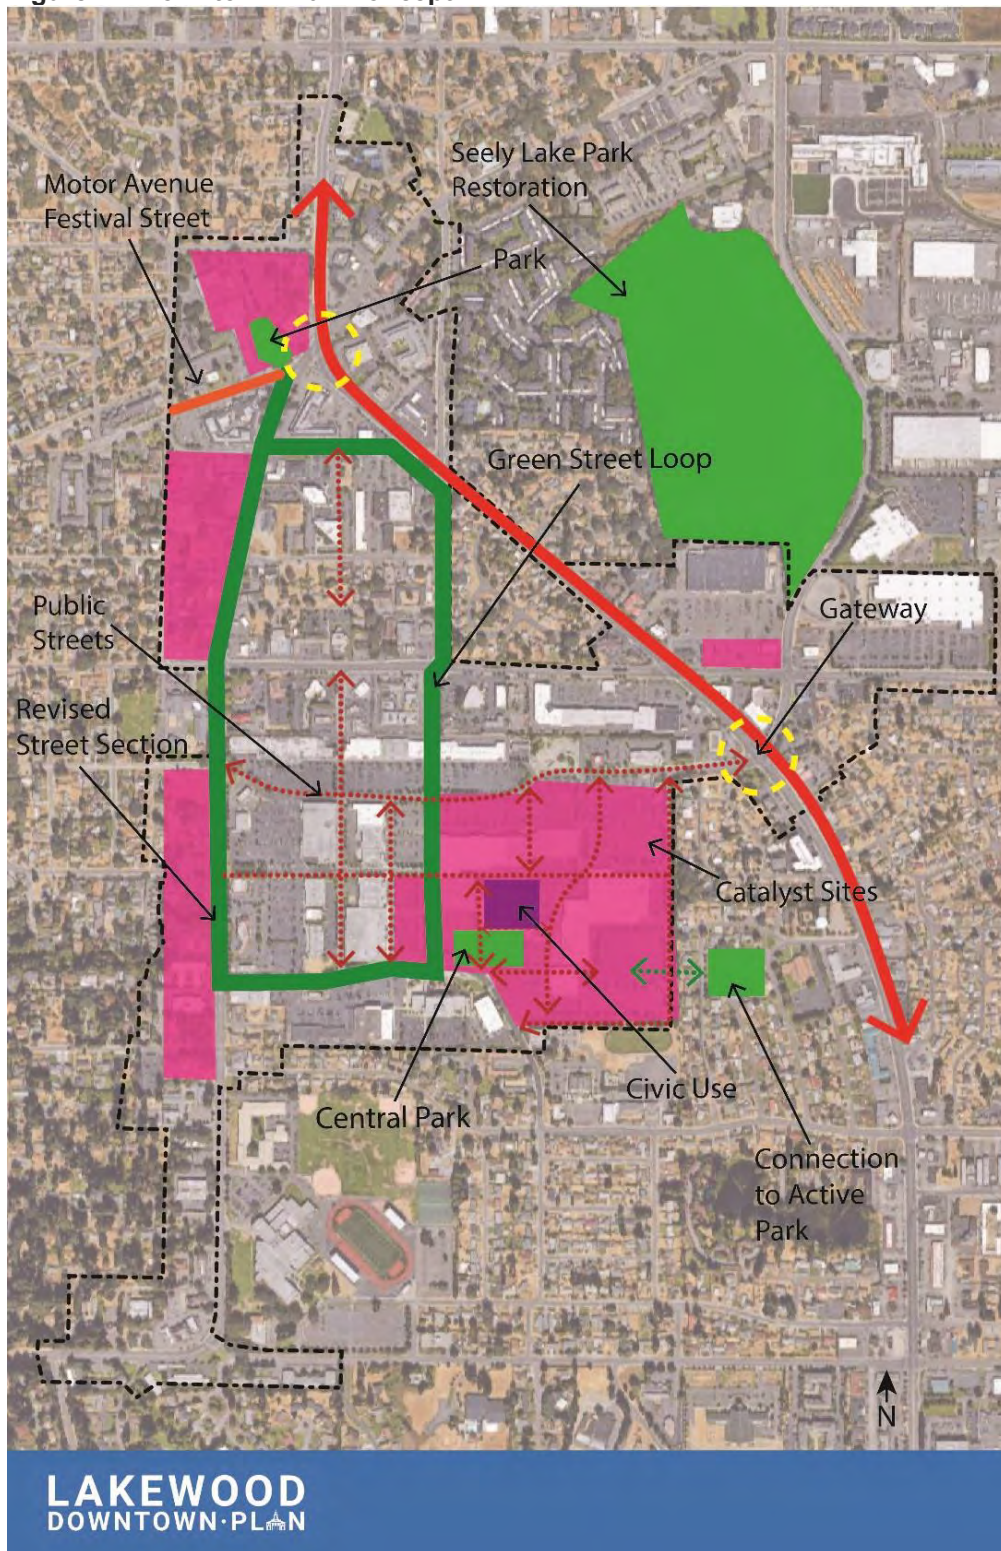 Seely Lake Park
Restoration
Motor Avenue
Festival Street
Park
Green Street Loop
Public
Streets
Gateway
Revised
Street Section
Catalyst Sites
Civic Use
Central Park
Connection
to Active
Park
N
LAKEWOOD
DOWNTOWN·PLAN